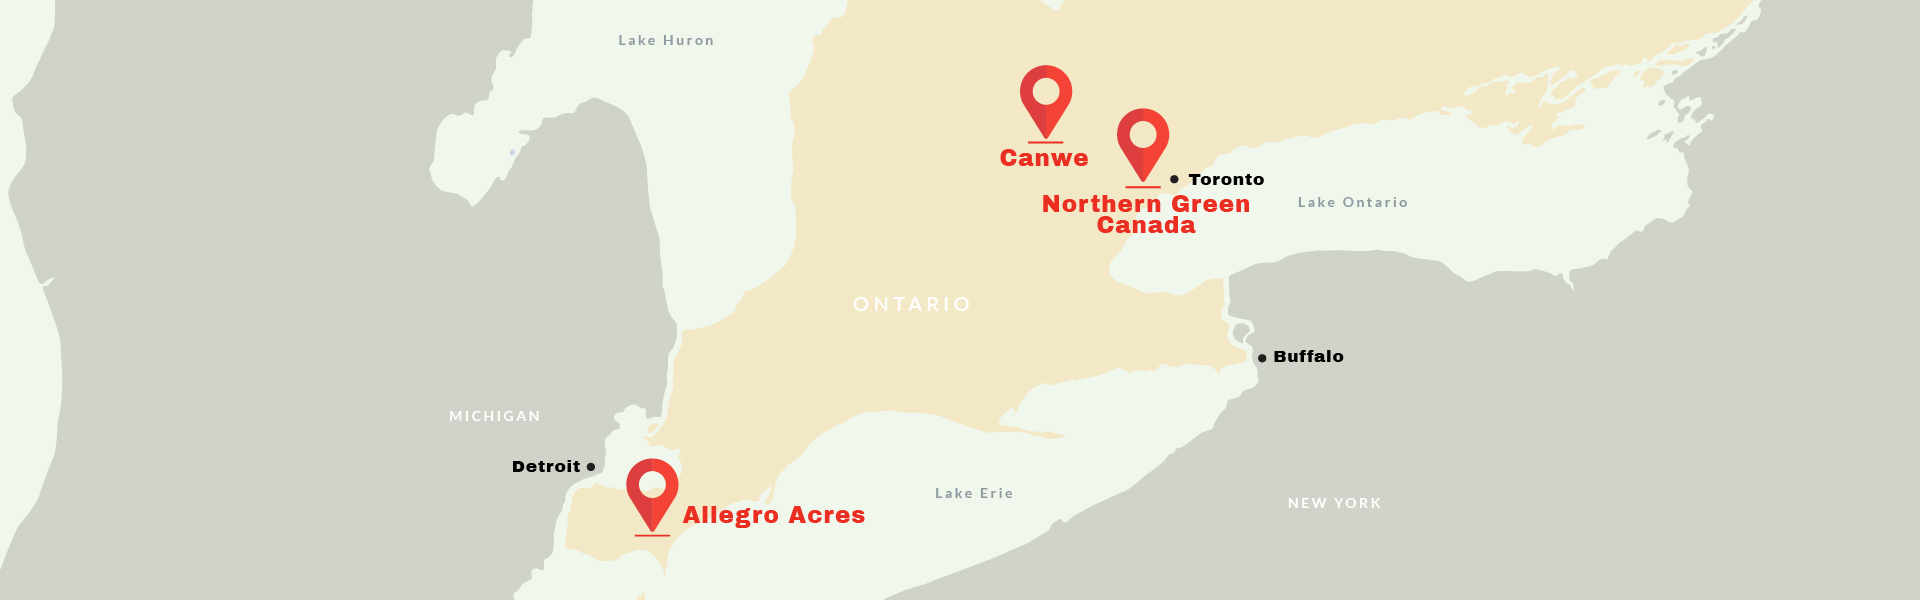 Lake Huron
Canwe
Toronto
Northern Green
Canada
Lake Ontario
ONTARIO
Buffalo
MICHIGAN
Detroit
Lake Erie
NEW YORK
Allegro Acres